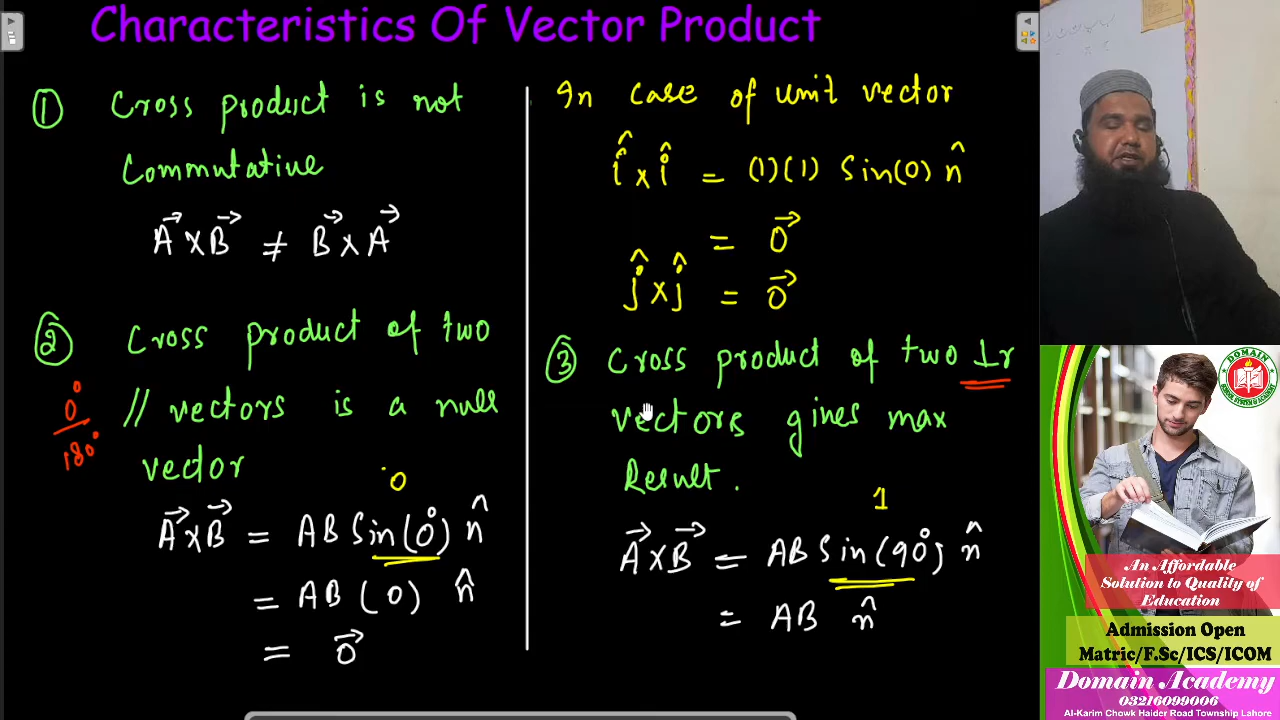 Characteristics Of Vector Product
① Cross product is not
Commutative
A⃗ × B⃗ ≠ B⃗ × A⃗
② Cross product of two
// vectors is a null
vector
0°
180°
0
A⃗ × B⃗ = AB Sin(0°) n̂
= AB (0) n̂
= 0⃗
In case of unit vector
î × î = (1)(1) Sin(0) n̂
= 0⃗
ĵ × ĵ = 0⃗
③ Cross product of two ⊥r
vectors gines max
Result.
1
A⃗ × B⃗ = AB Sin(90°) n̂
= AB n̂
DOMAIN
An Affordable
Solution to Quality of
Education
Admission Open
Matric/F.Sc/ICS/ICOM
Domain Academy
03216099006
Al-Karim Chowk Haider Road Township Lahore